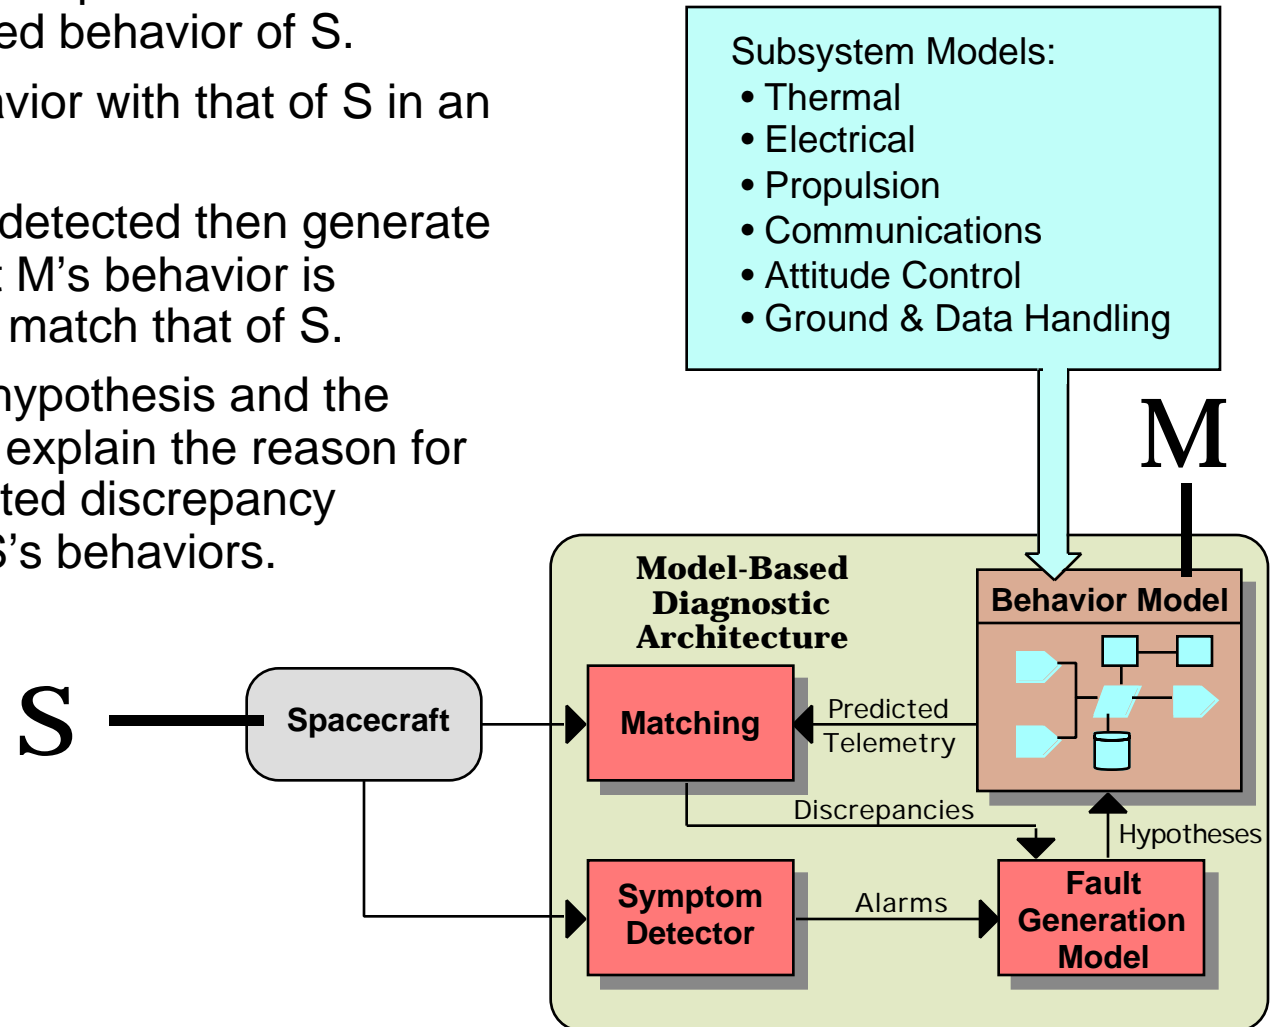 ed behavior of S.
avior with that of S in an
detected then generate
t M’s behavior is
match that of S.
hypothesis and the
explain the reason for
ted discrepancy
S’s behaviors.
Subsystem Models:
• Thermal
• Electrical
• Propulsion
• Communications
• Attitude Control
• Ground & Data Handling
M
Model-Based
Diagnostic
Architecture
Behavior Model
S
Spacecraft
Matching
Predicted
Telemetry
Discrepancies
Hypotheses
Symptom
Detector
Alarms
Fault
Generation
Model